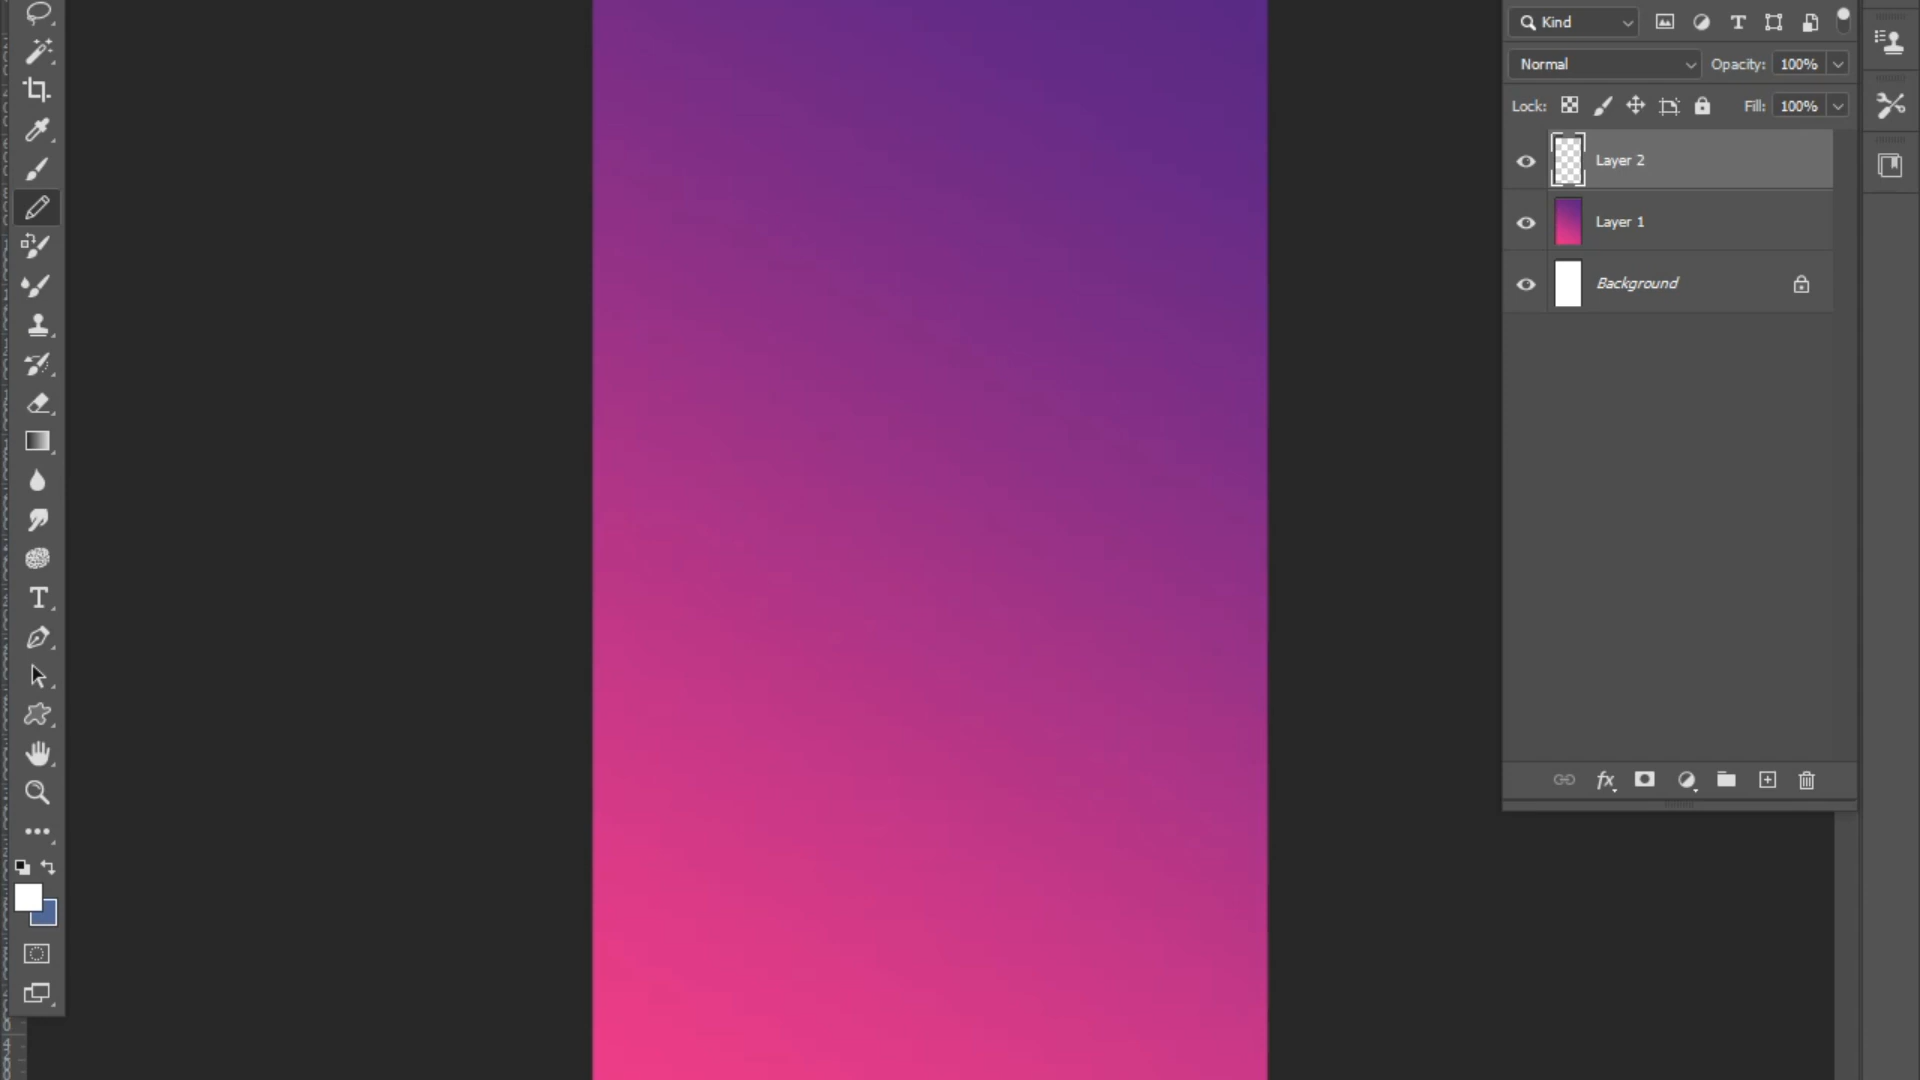 Kind
Normal
Opacity: 100%
Lock:
Fill: 100%
Layer 2
Layer 1
Background